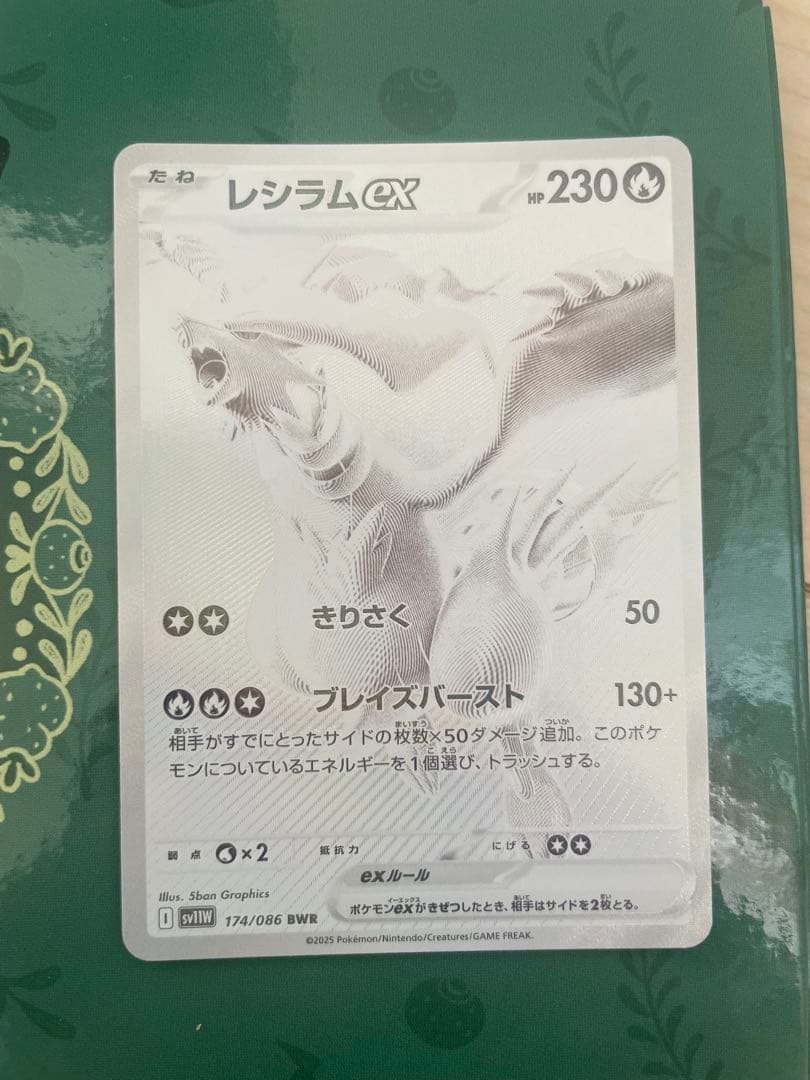 たね レシラムex HP230
きりさく 50
ブレイズバースト 130+
相手がすでにとったサイドの枚数×50ダメージ追加。このポケ
モンについているエネルギーを1個選び、トラッシュする。
弱点 ×2 抵抗力 にげる
exルール
ポケモンexがきぜつしたとき、相手はサイドを2枚とる。
Illus. 5ban Graphics
I sv11W 174/086 BWR
©2025 Pokémon/Nintendo/Creatures/GAME FREAK.